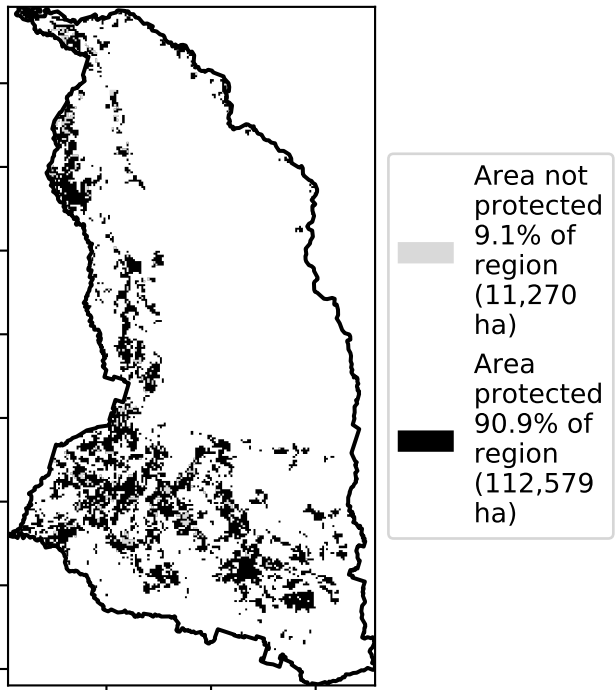 Area not
protected
9.1% of
region
(11,270
ha)
Area
protected
90.9% of
region
(112,579
ha)